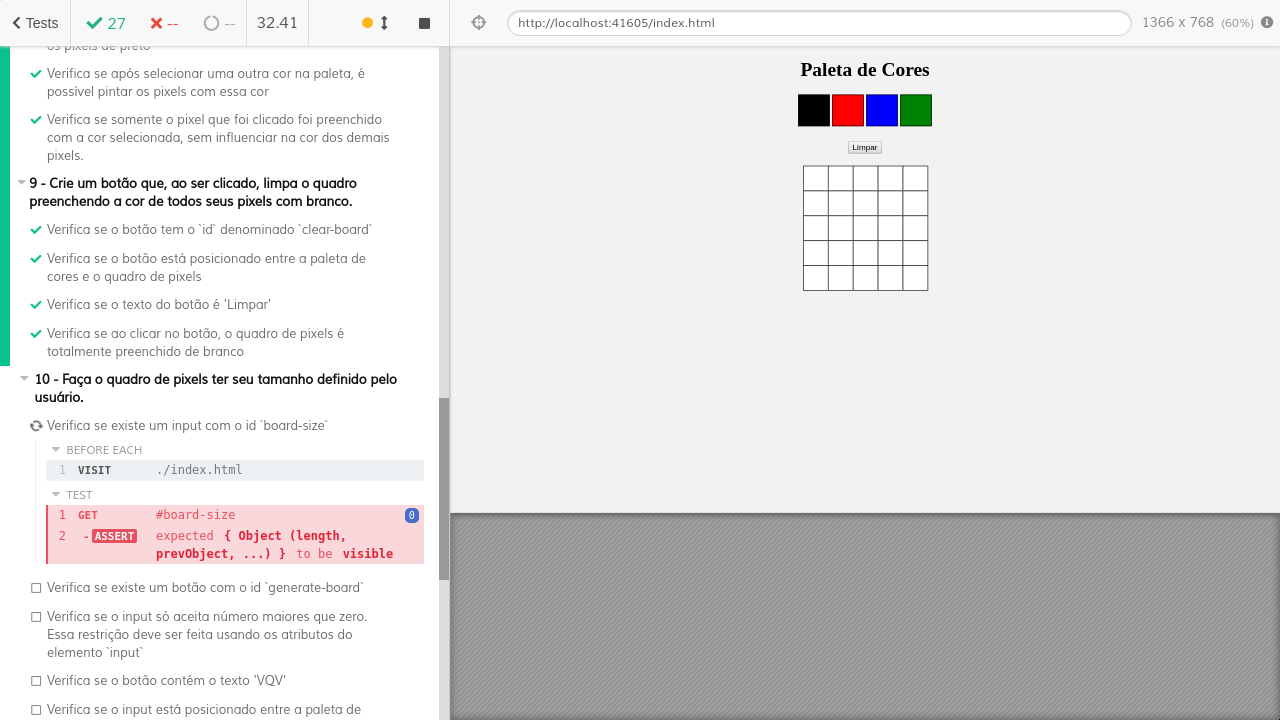 Tests 27 -- -- 32.41
http://localhost:41605/index.html 1366 x 768 (60%)
os pixels de preto
Verifica se após selecionar uma outra cor na paleta, é
possível pintar os pixels com essa cor
Verifica se somente o pixel que foi clicado foi preenchido
com a cor selecionada, sem influenciar na cor dos demais
pixels.
9 - Crie um botão que, ao ser clicado, limpa o quadro
preenchendo a cor de todos seus pixels com branco.
Verifica se o botão tem o `id` denominado `clear-board`
Verifica se o botão está posicionado entre a paleta de
cores e o quadro de pixels
Verifica se o texto do botão é 'Limpar'
Verifica se ao clicar no botão, o quadro de pixels é
totalmente preenchido de branco
10 - Faça o quadro de pixels ter seu tamanho definido pelo
usuário.
Verifica se existe um input com o id `board-size`
BEFORE EACH
1 VISIT ./index.html
TEST
1 GET #board-size 0
2 -ASSERT expected { Object (length,
prevObject, ...) } to be visible
Verifica se existe um botão com o id `generate-board`
Verifica se o input só aceita número maiores que zero.
Essa restrição deve ser feita usando os atributos do
elemento `input`
Verifica se o botão contém o texto 'VQV'
Verifica se o input está posicionado entre a paleta de
Paleta de Cores
Limpar